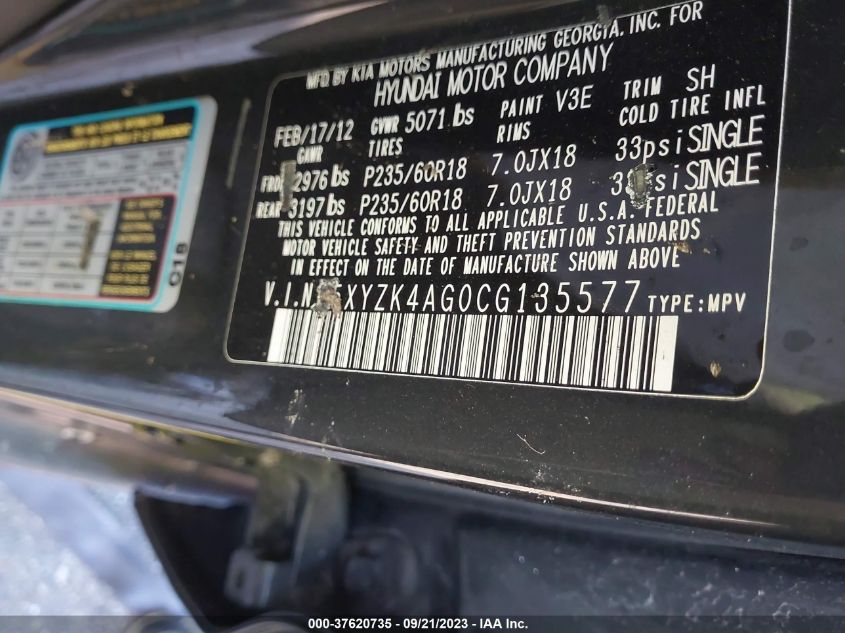 MFD BY KIA MOTORS MANUFACTURING GEORGIA, INC. FOR
HYUNDAI MOTOR COMPANY
FEB/17/12 GVWR 5071 lbs PAINT V3E TRIM SH
GAWR TIRES RIMS COLD TIRE INFL
2976 lbs P235/60R18 7.0JX18 33psi SINGLE
REAR 3197 lbs P235/60R18 7.0JX18 SINGLE
THIS VEHICLE CONFORMS TO ALL APPLICABLE U.S.A. FEDERAL
MOTOR VEHICLE SAFETY AND THEFT PREVENTION STANDARDS
IN EFFECT ON THE DATE OF MANUFACTURE SHOWN ABOVE
V.I.N XYZK4AG0CG135577 TYPE:MPV
000-37620735 - 09/21/2023 - IAA Inc.